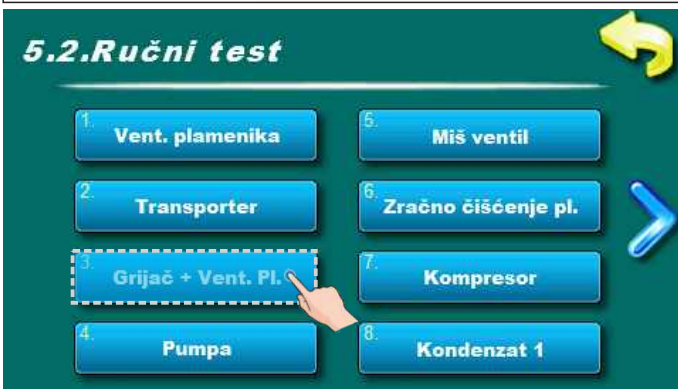 5.2.Ručni test
1. Vent. plamenika
2. Transporter
3. Grijač + Vent. Pl.
4. Pumpa
5. Miš ventil
6. Zračno čišćenje pl.
7. Kompresor
8. Kondenzat 1